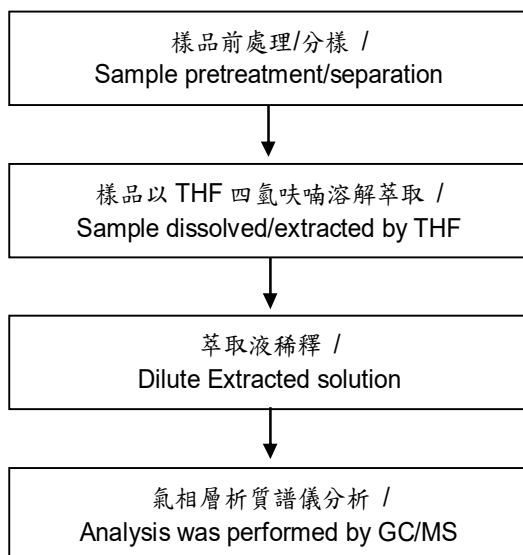 樣品前處理/分樣 /
Sample pretreatment/separation
樣品以 THF 四氫呋喃溶解萃取 /
Sample dissolved/extracted by THF
萃取液稀釋 /
Dilute Extracted solution
氣相層析質譜儀分析 /
Analysis was performed by GC/MS